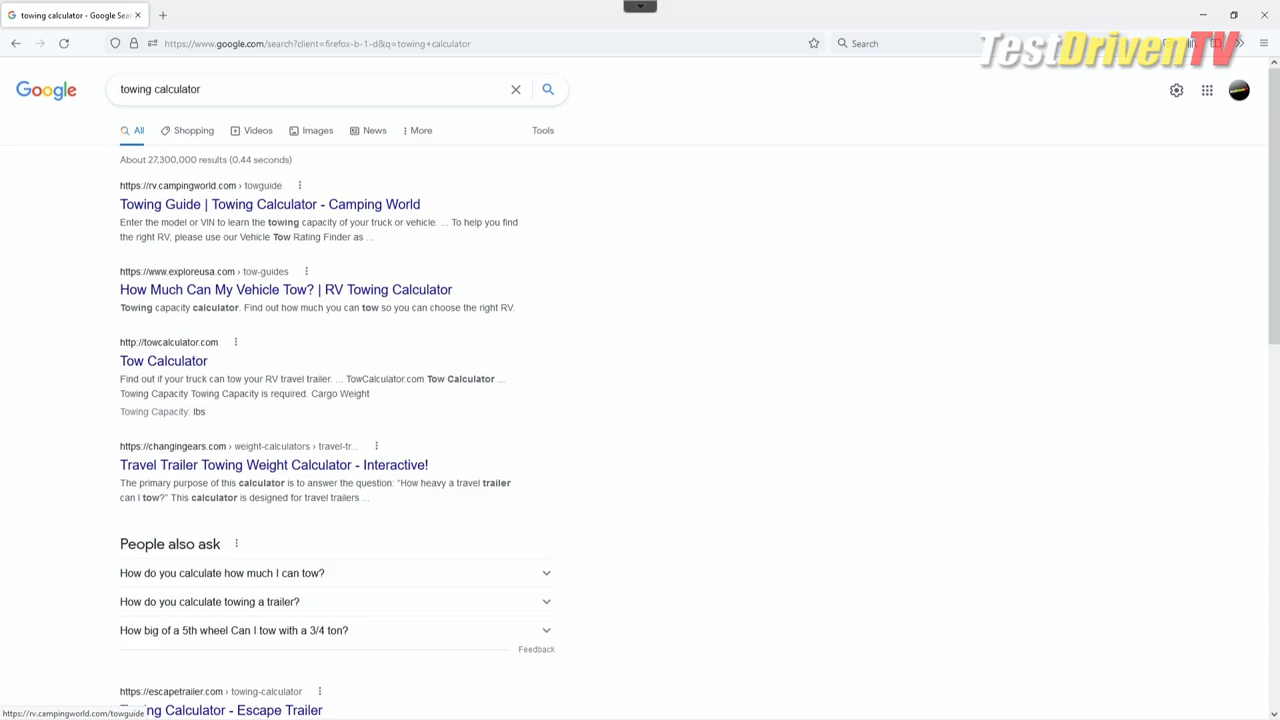 towing calculator - Google Sea
https://www.google.com/search?client=firefox-b-1-d&q=towing+calculator
Search
TestDrivenTV
Google
towing calculator
All
Shopping
Videos
Images
News
More
Tools
About 27,300,000 results (0.44 seconds)
https://rv.campingworld.com › towguide
Towing Guide | Towing Calculator - Camping World
Enter the model or VIN to learn the towing capacity of your truck or vehicle. ... To help you find
the right RV, please use our Vehicle Tow Rating Finder as ...
https://www.exploreusa.com › tow-guides
How Much Can My Vehicle Tow? | RV Towing Calculator
Towing capacity calculator. Find out how much you can tow so you can choose the right RV.
http://towcalculator.com
Tow Calculator
Find out if your truck can tow your RV travel trailer. ... TowCalculator.com Tow Calculator ...
Towing Capacity Towing Capacity is required. Cargo Weight
Towing Capacity: lbs
https://changingears.com › weight-calculators › travel-tr...
Travel Trailer Towing Weight Calculator - Interactive!
The primary purpose of this calculator is to answer the question: "How heavy a travel trailer
can I tow?" This calculator is designed for travel trailers ...
People also ask
How do you calculate how much I can tow?
How do you calculate towing a trailer?
How big of a 5th wheel Can I tow with a 3/4 ton?
Feedback
https://escapetrailer.com › towing-calculator
ng Calculator - Escape Trailer
https://rv.campingworld.com/towguide